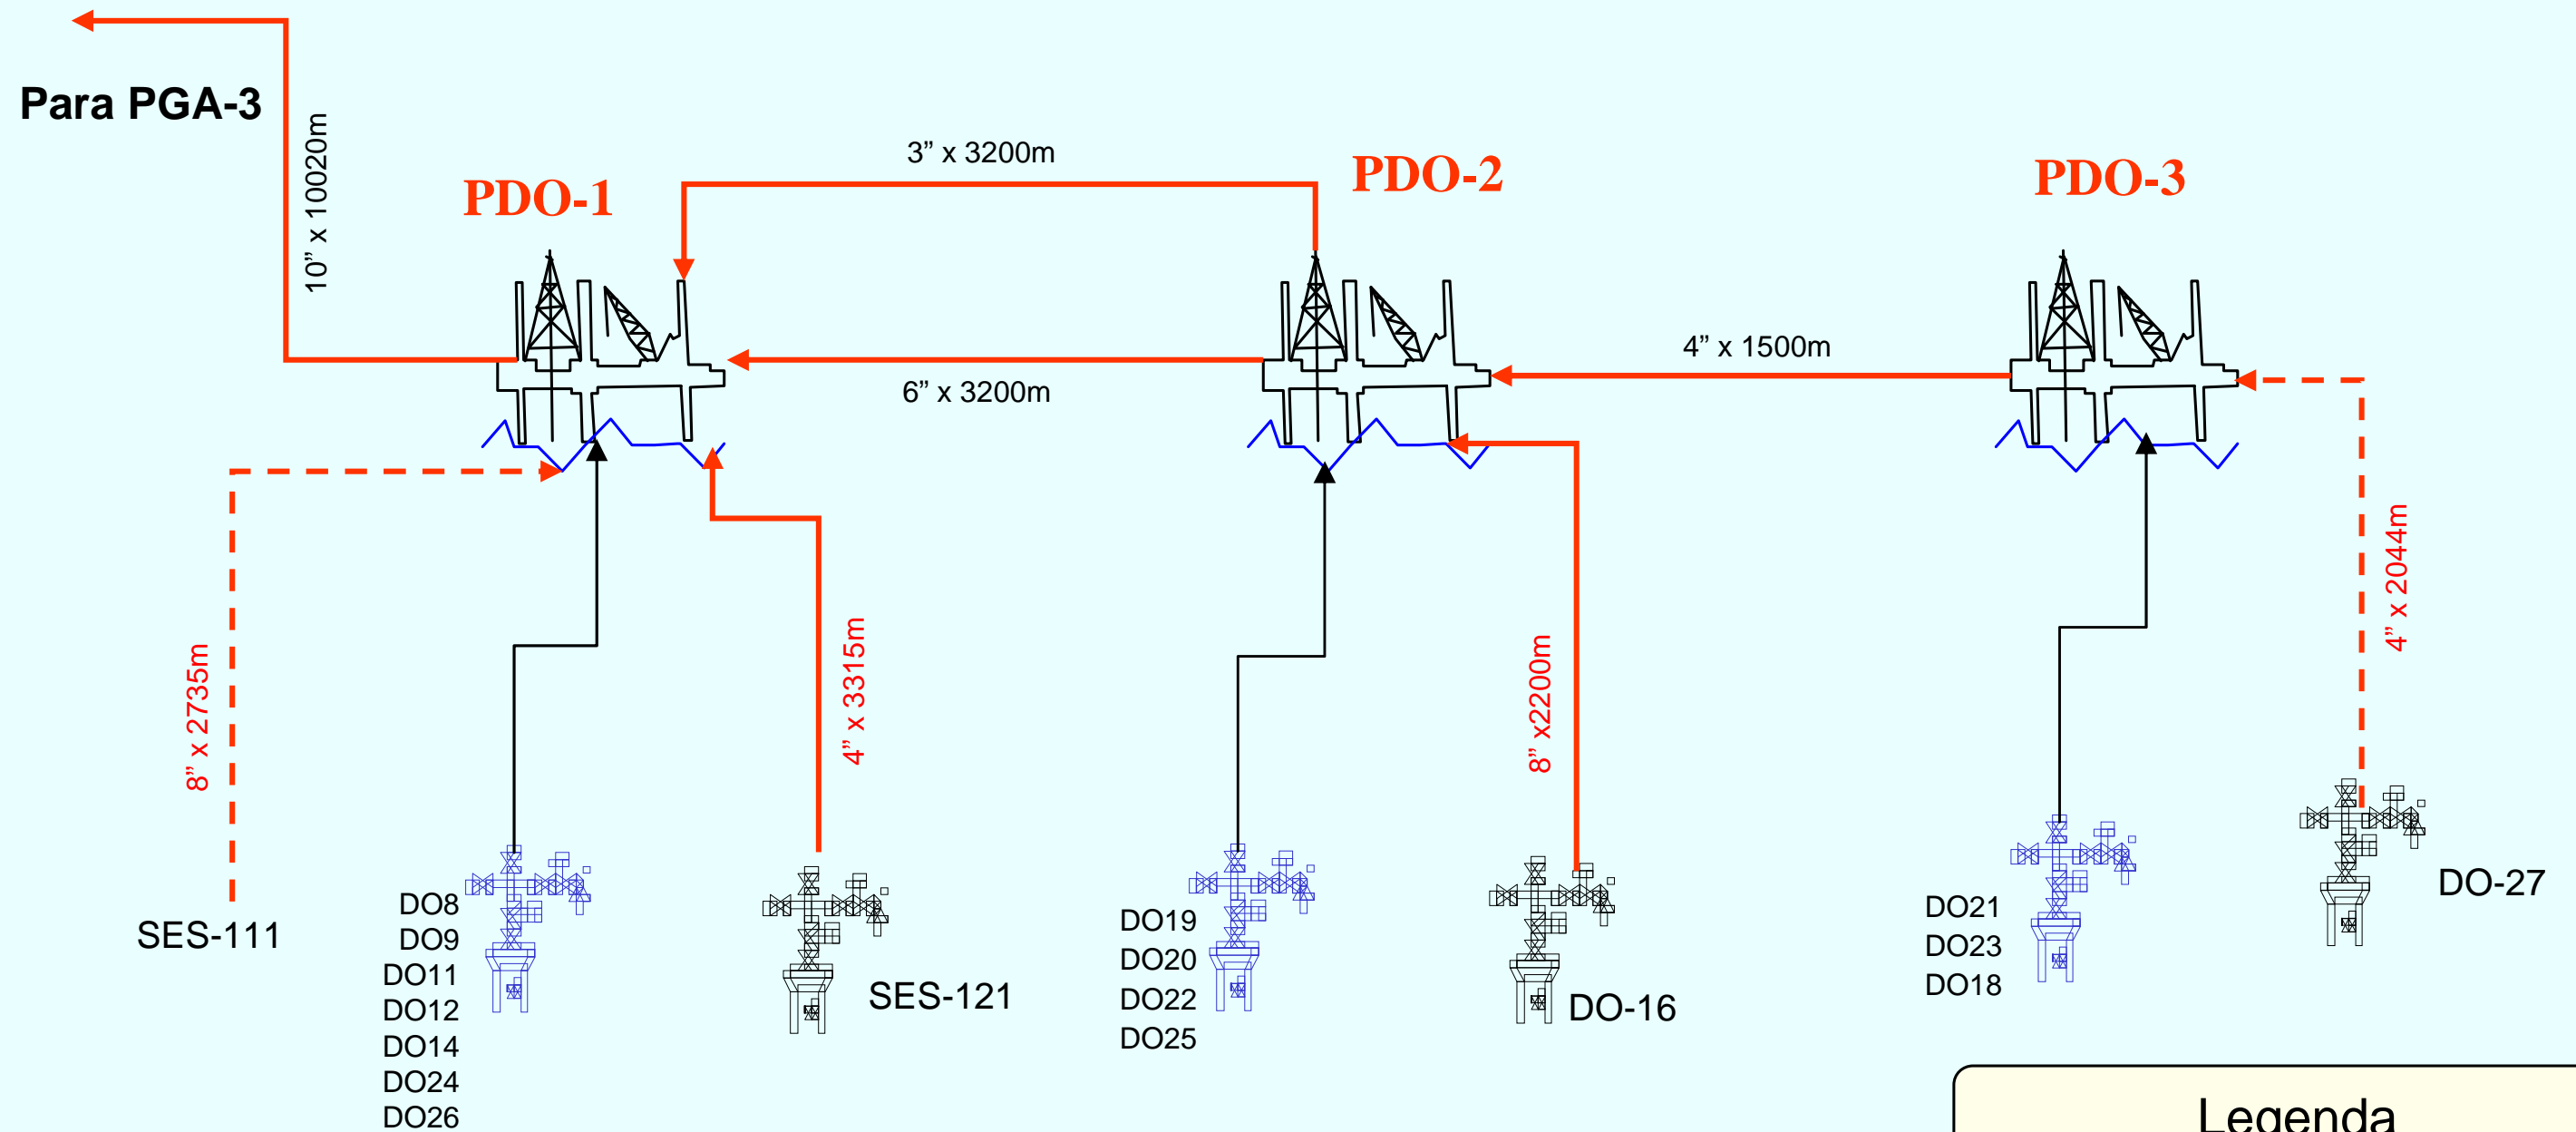 Para PGA-3
10” x 10020m
PDO-1
3” x 3200m
PDO-2
PDO-3
6” x 3200m
4” x 1500m
8” x 2735m
4” x 3315m
8” x2200m
4” x 2044m
SES-111
DO8
DO9
DO11
DO12
DO14
DO24
DO26
SES-121
DO19
DO20
DO22
DO25
DO-16
DO21
DO23
DO18
DO-27
Legenda